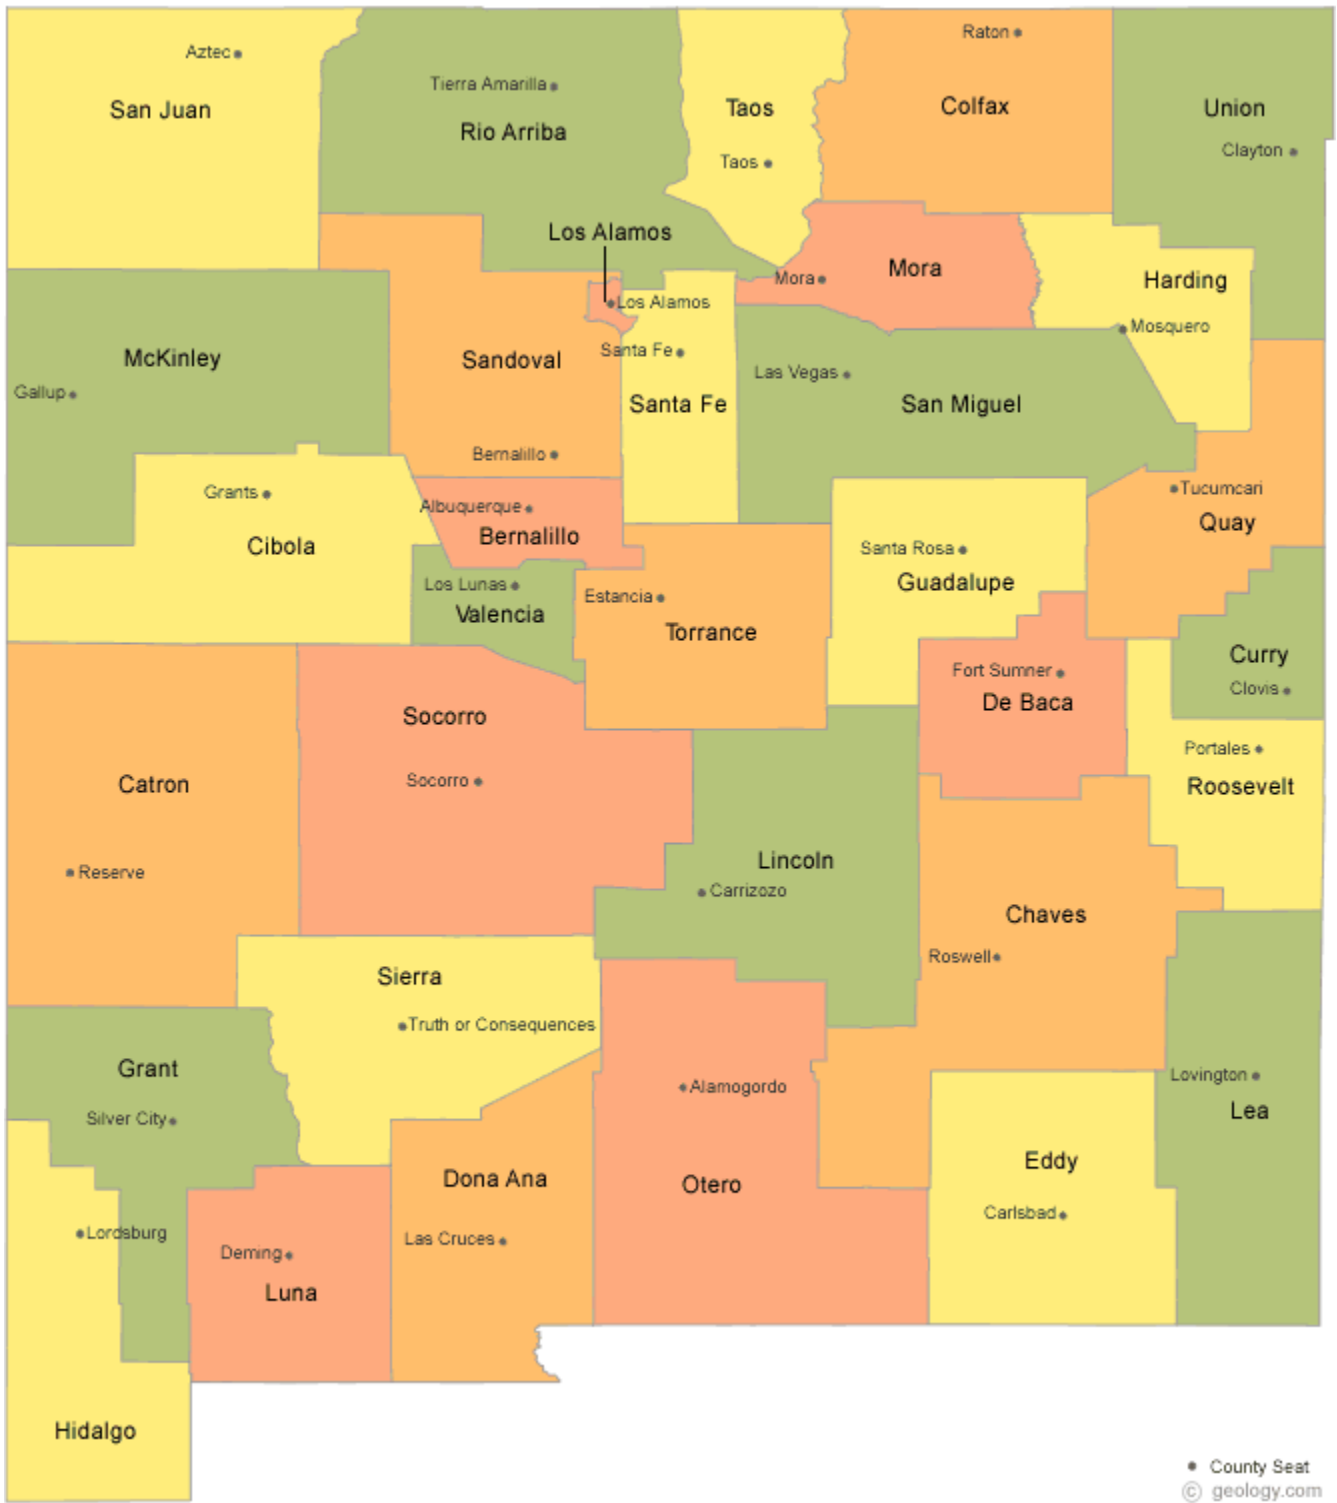 Aztec
San Juan
Tierra Amarilla
Rio Arriba
Taos
Taos
Raton
Colfax
Union
Clayton
Los Alamos
Los Alamos
Mora
Mora
Harding
Mosquero
McKinley
Gallup
Sandoval
Bernalillo
Santa Fe
Santa Fe
Las Vegas
San Miguel
Grants
Cibola
Albuquerque
Bernalillo
Los Lunas
Valencia
Estancia
Torrance
Santa Rosa
Guadalupe
Tucumcari
Quay
Curry
Clovis
Fort Sumner
De Baca
Portales
Roosevelt
Catron
Reserve
Socorro
Socorro
Lincoln
Carrizozo
Chaves
Roswell
Sierra
Truth or Consequences
Grant
Silver City
Lordsburg
Hidalgo
Deming
Luna
Dona Ana
Las Cruces
Alamogordo
Otero
Eddy
Carlsbad
Lovington
Lea
County Seat
© geology.com